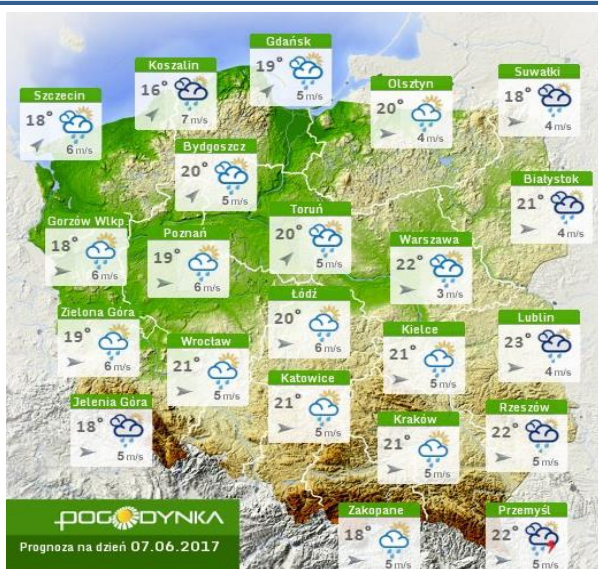 Gdańsk
19°
5 m/s
Koszalin
16°
7 m/s
Suwałki
18°
4 m/s
Olsztyn
20°
4 m/s
Szczecin
18°
6 m/s
Bydgoszcz
20°
5 m/s
Białystok
21°
4 m/s
Toruń
20°
5 m/s
Gorzów Wlkp
18°
6 m/s
Poznań
19°
6 m/s
Warszawa
22°
3 m/s
Łódź
20°
6 m/s
Zielona Góra
19°
6 m/s
Lublin
23°
4 m/s
Kielce
21°
5 m/s
Wrocław
21°
5 m/s
Katowice
21°
5 m/s
Jelenia Góra
18°
5 m/s
Rzeszów
22°
5 m/s
Kraków
21°
5 m/s
Zakopane
18°
5 m/s
Przemyśl
22°
5 m/s
POGODYNKA
Prognoza na dzień 07.06.2017